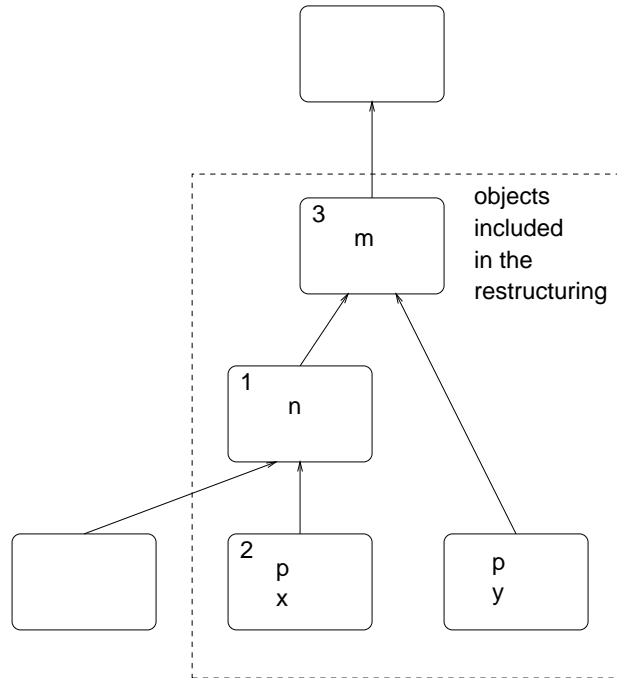 objects
included
in the
restructuring
3
m
1
n
2
p
x
p
y